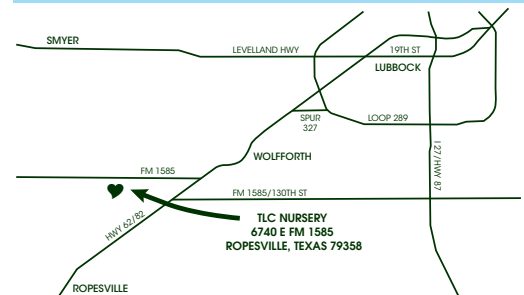 SMYER
LEVELLAND HWY
19TH ST
LUBBOCK
SPUR
327
LOOP 289
I 27/HWY 87
WOLFFORTH
FM 1585
FM 1585/130TH ST
HWY 62/82
TLC NURSERY
6740 E FM 1585
ROPESVILLE, TEXAS 79358
ROPESVILLE